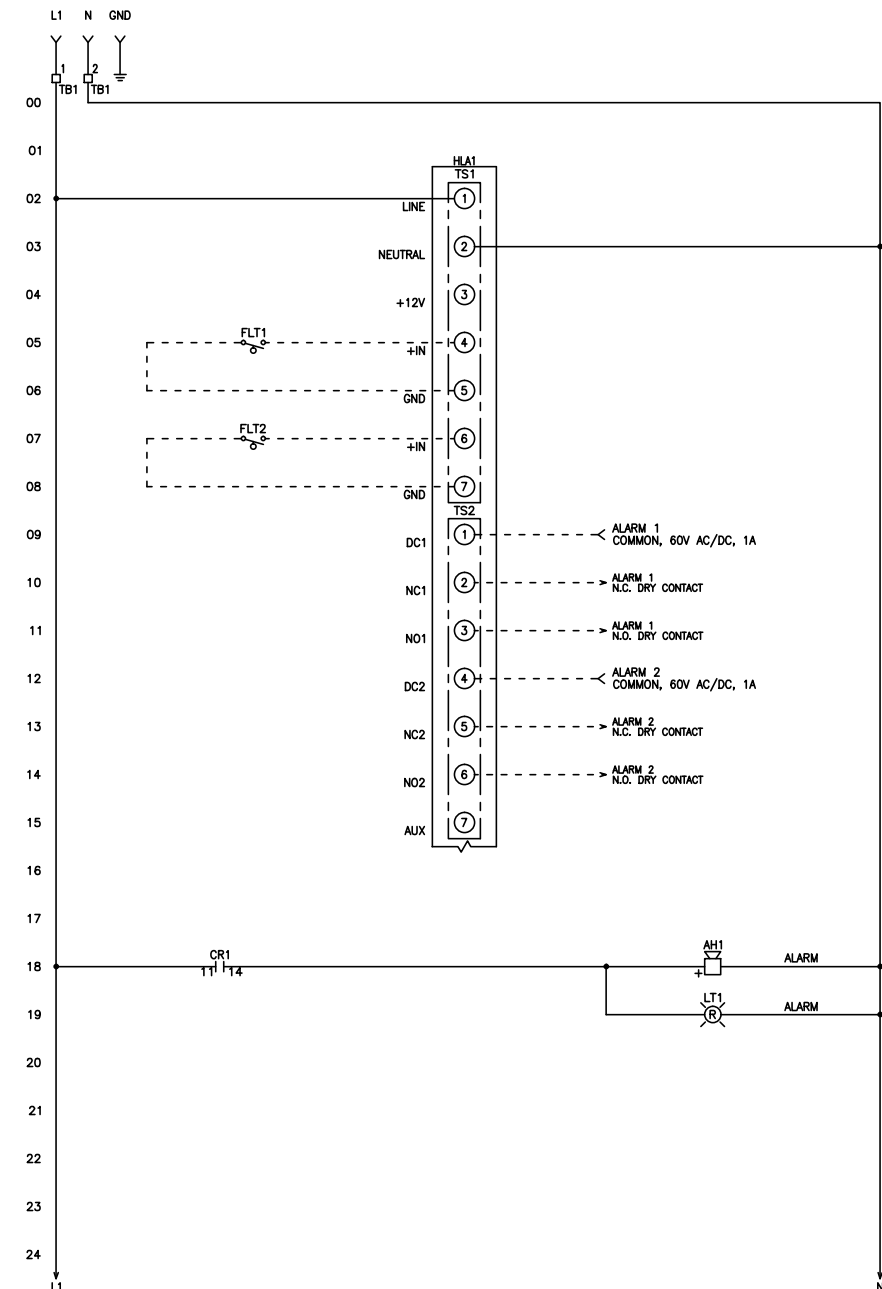 L1 N GND
1 2
TB1 TB1
00
01
HLA1
TS1
02 1
LINE
03 2
NEUTRAL
04 3
+12V
FLT1
05 4
+IN
06 5
GND
FLT2
07 6
+IN
08 7
GND
TS2
09 1 ALARM 1
DC1 COMMON, 60V AC/DC, 1A
10 2 ALARM 1
NC1 N.C. DRY CONTACT
11 3 ALARM 1
NO1 N.O. DRY CONTACT
12 4 ALARM 2
DC2 COMMON, 60V AC/DC, 1A
13 5 ALARM 2
NC2 N.C. DRY CONTACT
14 6 ALARM 2
NO2 N.O. DRY CONTACT
15 7
AUX
16
17
CR1 AH1 ALARM
18 11 14 +
LT1 ALARM
19 R
20
21
22
23
24
L1 N